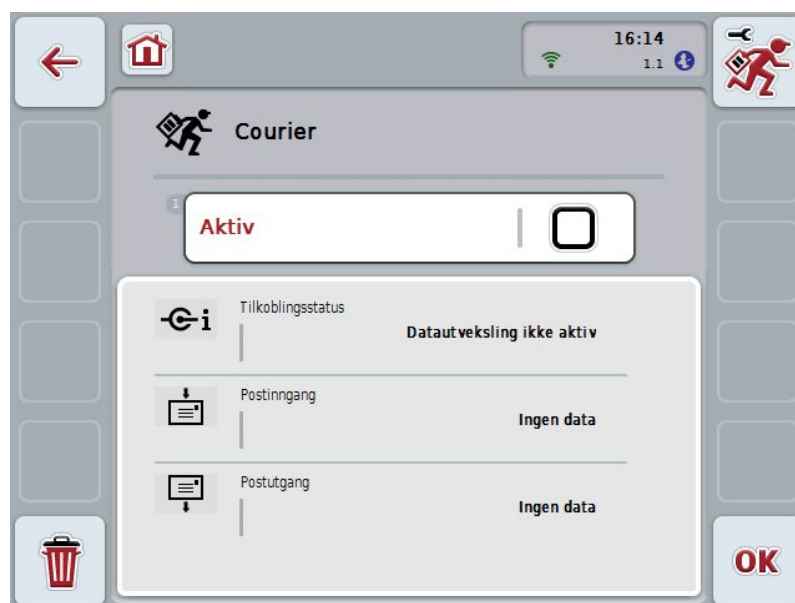 16:14
1.1
Courier
1
Aktiv
Tilkoblingsstatus
Datautveksling ikke aktiv
Postinngang
Ingen data
Postutgang
Ingen data
OK